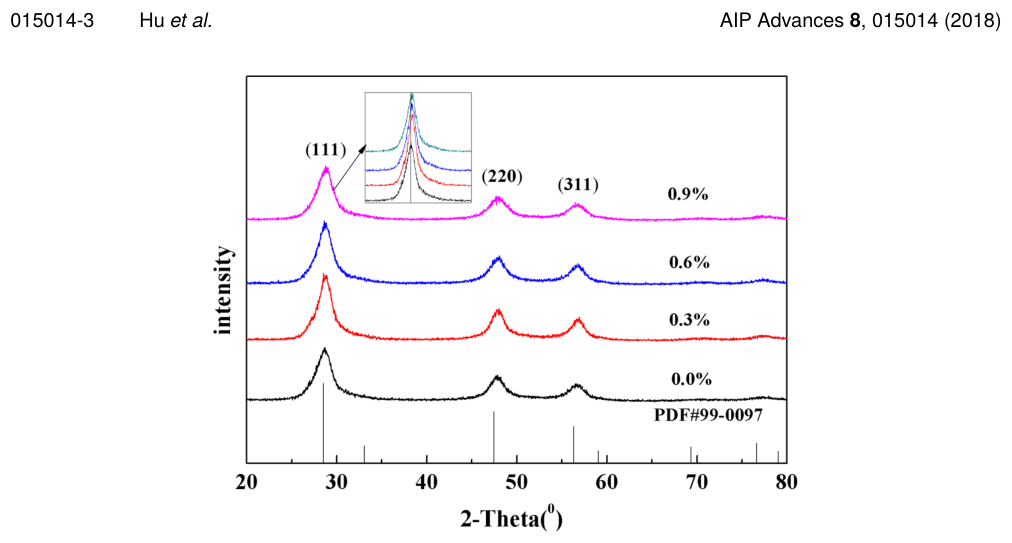 015014-3 Hu et al. AIP Advances 8, 015014 (2018)
(111)
(220)
(311)
0.9%
0.6%
0.3%
0.0%
PDF#99-0097
intensity
20 30 40 50 60 70 80
2-Theta(⁰)